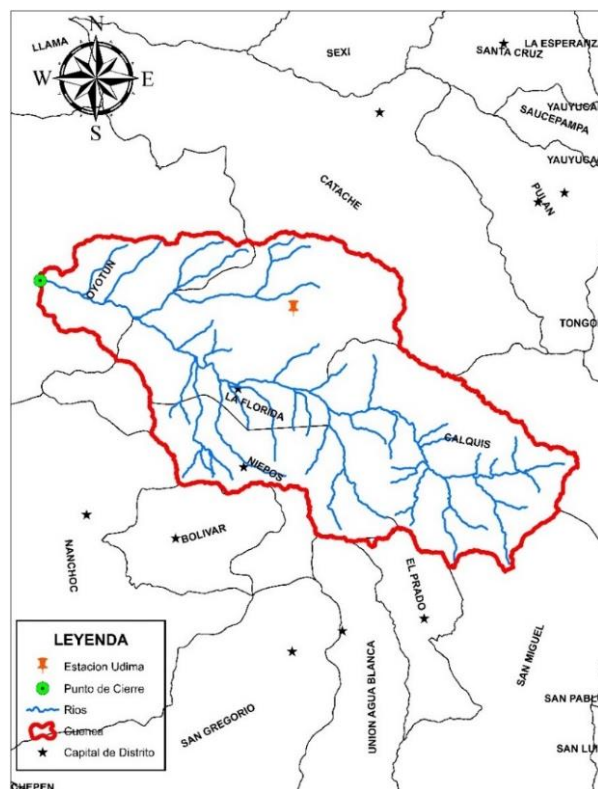 LLAMA
N
W
E
S
SEXI
LA ESPERANZA
SANTA CRUZ
YAUYUCA
SAUCEPAMPA
YAUYUCA
CATACHE
PULAN
OYOTUN
TONGO
LA FLORIDA
CALQUIS
NIEPOS
BOLIVAR
NANCHOC
EL PRADO
SAN MIGUEL
UNION AGUA BLANCA
SAN GREGORIO
SAN PABL
SAN LUI
CHEPEN
LEYENDA
Estacion Udima
Punto de Cierre
Rios
Cuenca
Capital de Distrito